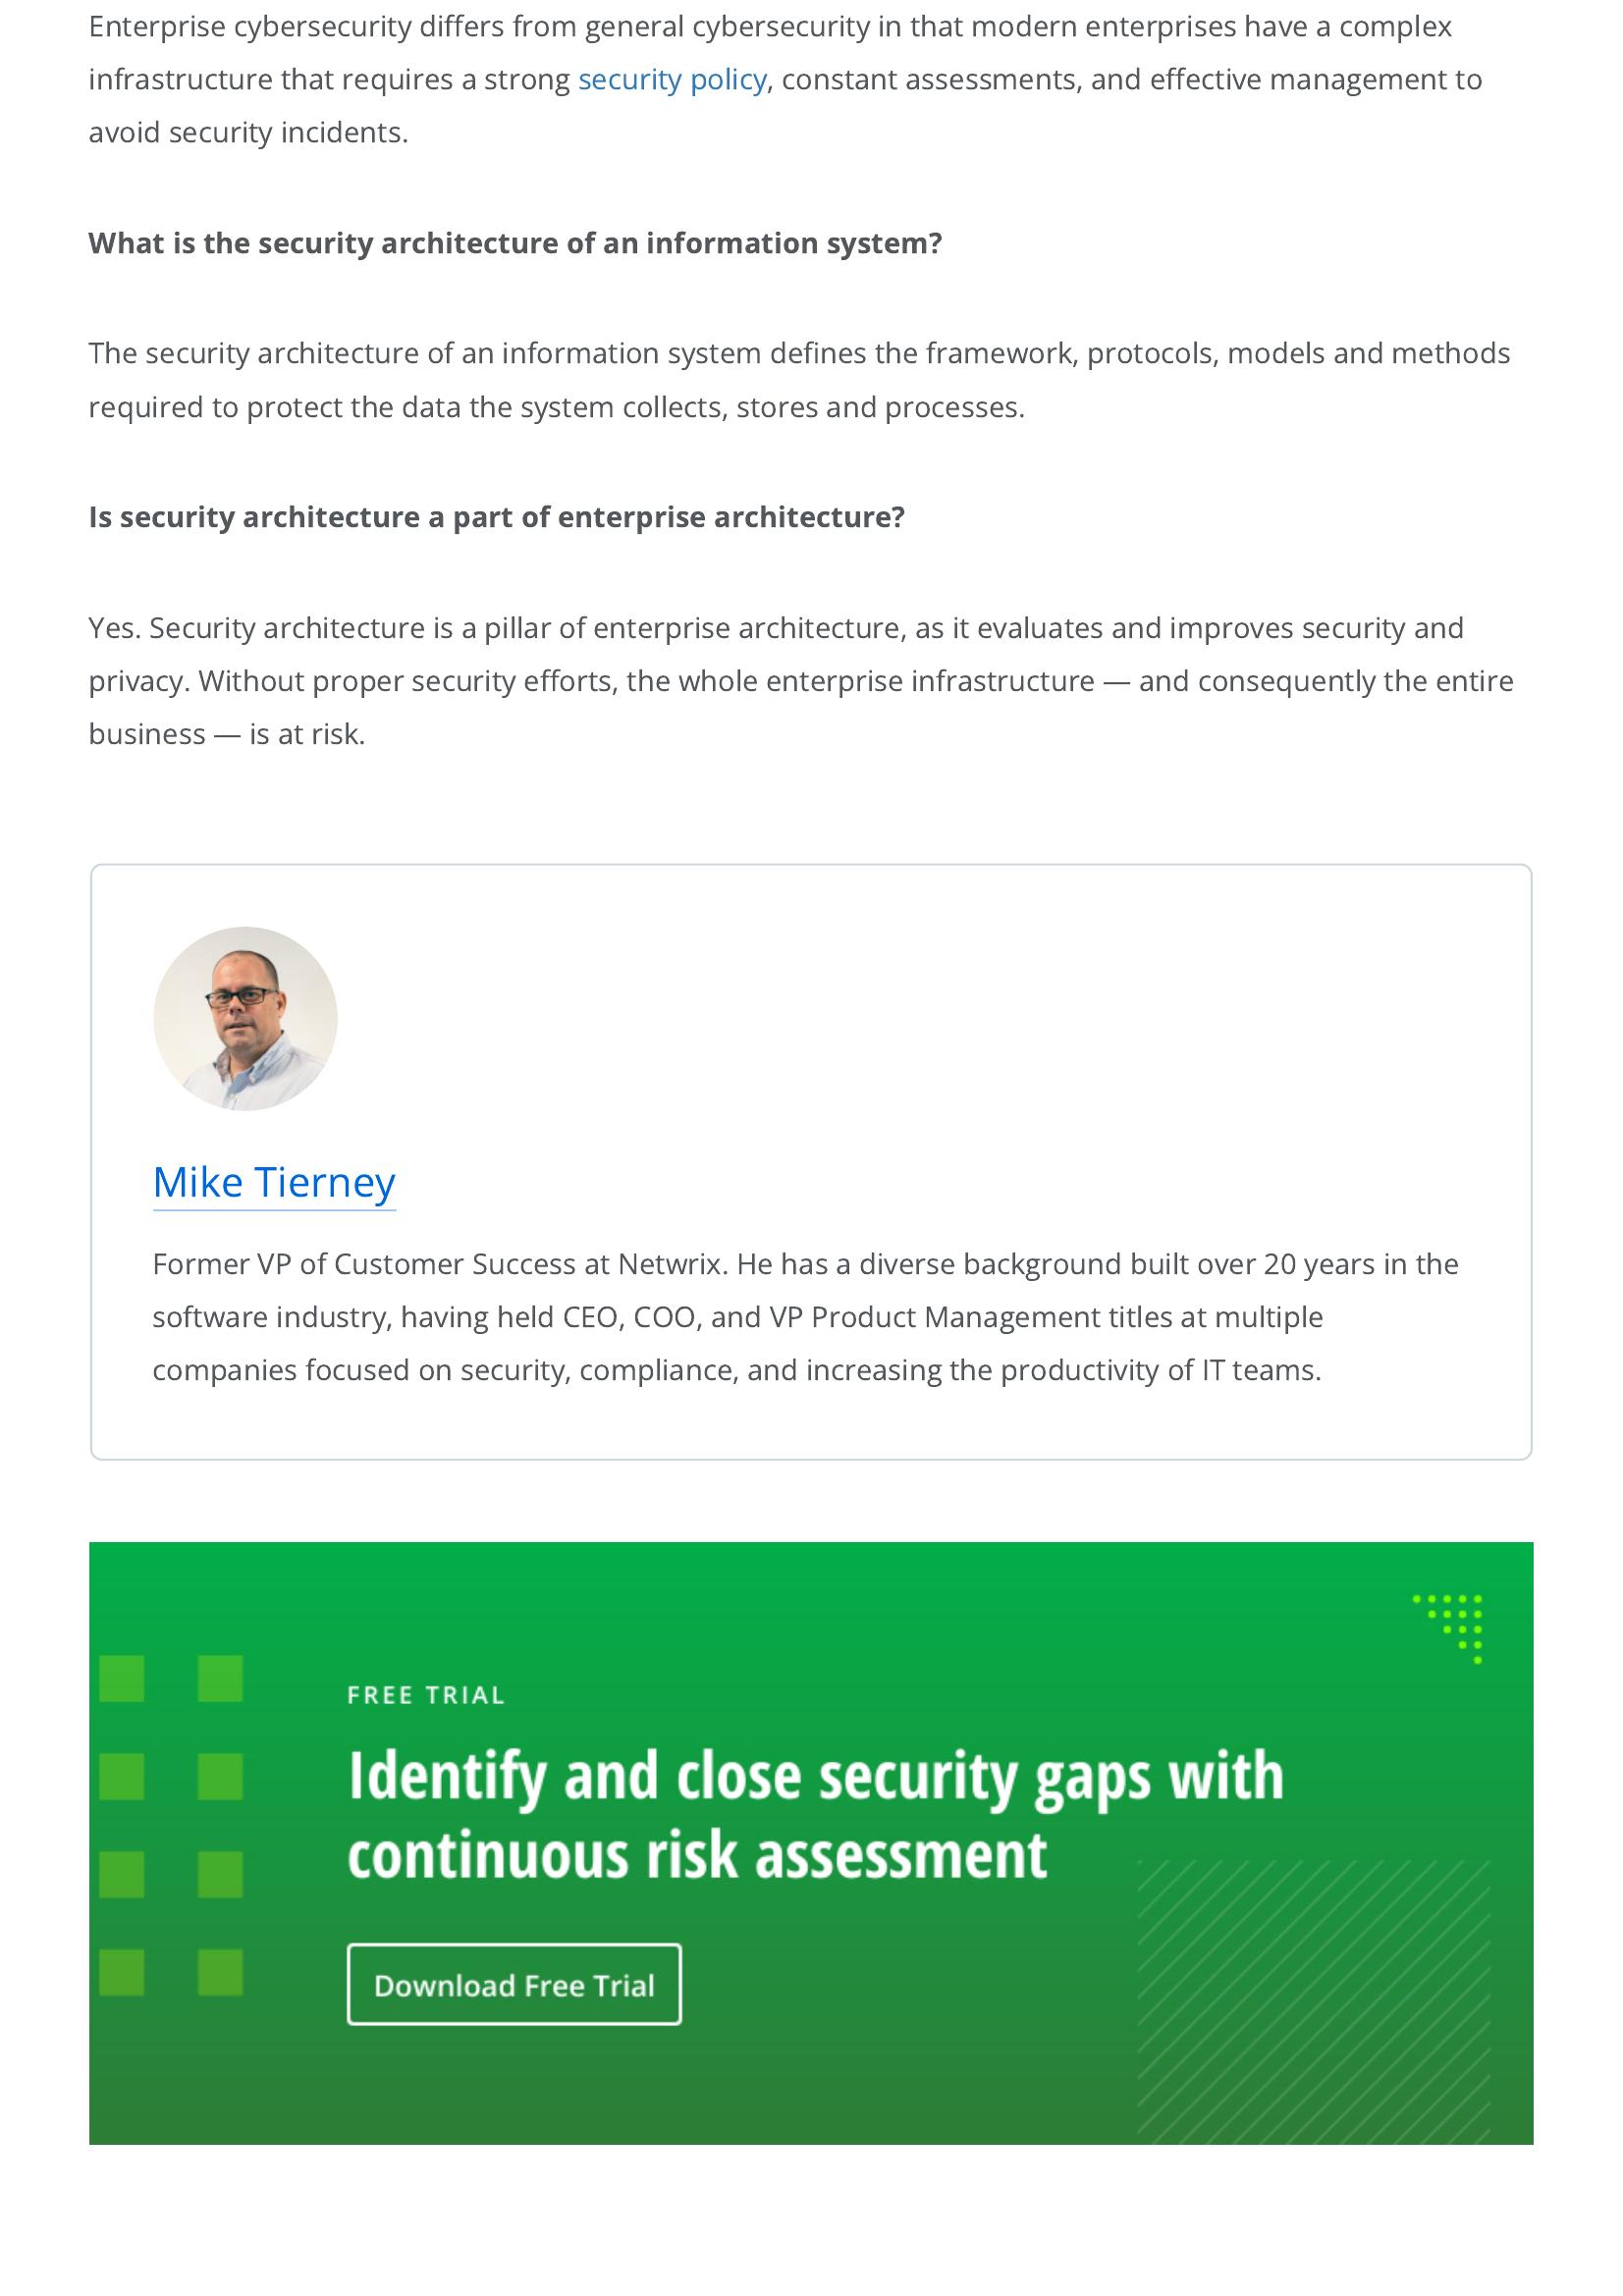 Enterprise cybersecurity differs from general cybersecurity in that modern enterprises have a complex
infrastructure that requires a strong security policy, constant assessments, and effective management to
avoid security incidents.
What is the security architecture of an information system?
The security architecture of an information system defines the framework, protocols, models and methods
required to protect the data the system collects, stores and processes.
Is security architecture a part of enterprise architecture?
Yes. Security architecture is a pillar of enterprise architecture, as it evaluates and improves security and
privacy. Without proper security efforts, the whole enterprise infrastructure — and consequently the entire
business — is at risk.
Mike Tierney
Former VP of Customer Success at Netwrix. He has a diverse background built over 20 years in the
software industry, having held CEO, COO, and VP Product Management titles at multiple
companies focused on security, compliance, and increasing the productivity of IT teams.
FREE TRIAL
Identify and close security gaps with
continuous risk assessment
Download Free Trial